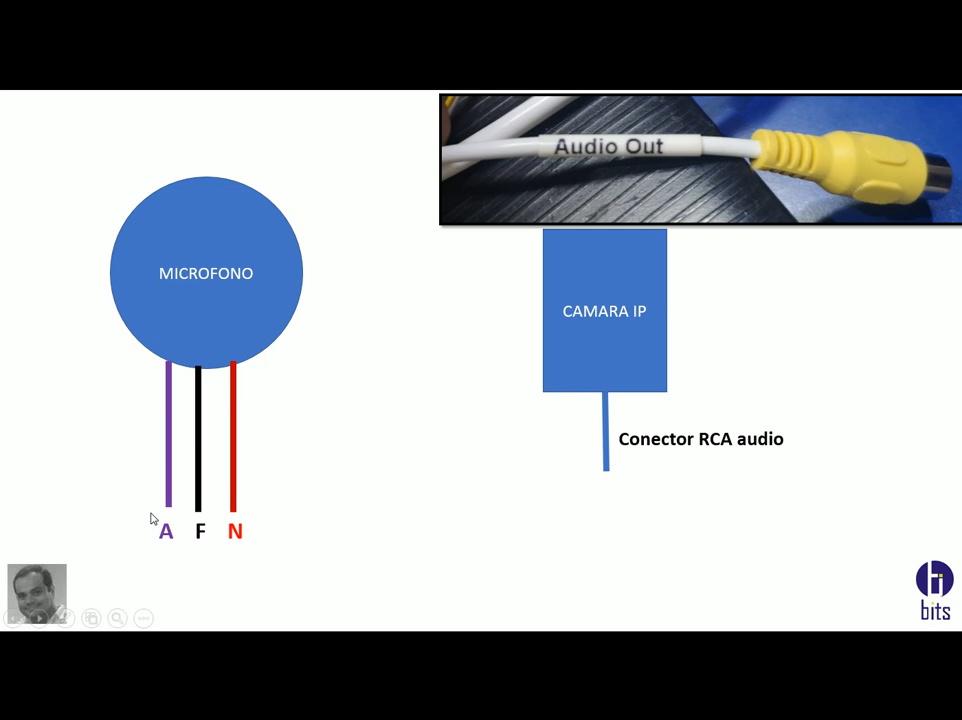 Audio Out
MICROFONO
CAMARA IP
Conector RCA audio
A F N
bits